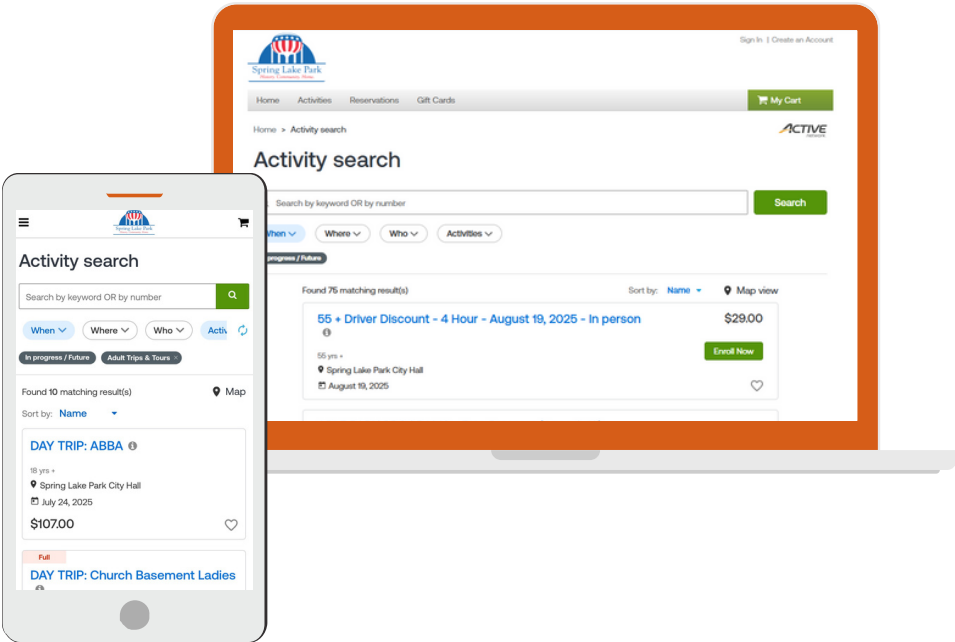 Spring Lake Park
History. Community. Home.
Sign In | Create an Account
Home Activities Reservations Gift Cards
My Cart
Home > Activity search
ACTIVE
network
Activity search
Search by keyword OR by number
Search
When Where Who Activities
progress / Future
Found 75 matching result(s)
Sort by: Name Map view
55 + Driver Discount - 4 Hour - August 19, 2025 - In person
$29.00
55 yrs +
Enroll Now
Spring Lake Park City Hall
August 19, 2025
Spring Lake Park
Activity search
Search by keyword OR by number
When Where Who Activ
In progress / Future Adult Trips & Tours ×
Found 10 matching result(s) Map
Sort by: Name
DAY TRIP: ABBA
18 yrs +
Spring Lake Park City Hall
July 24, 2025
$107.00
Full
DAY TRIP: Church Basement Ladies